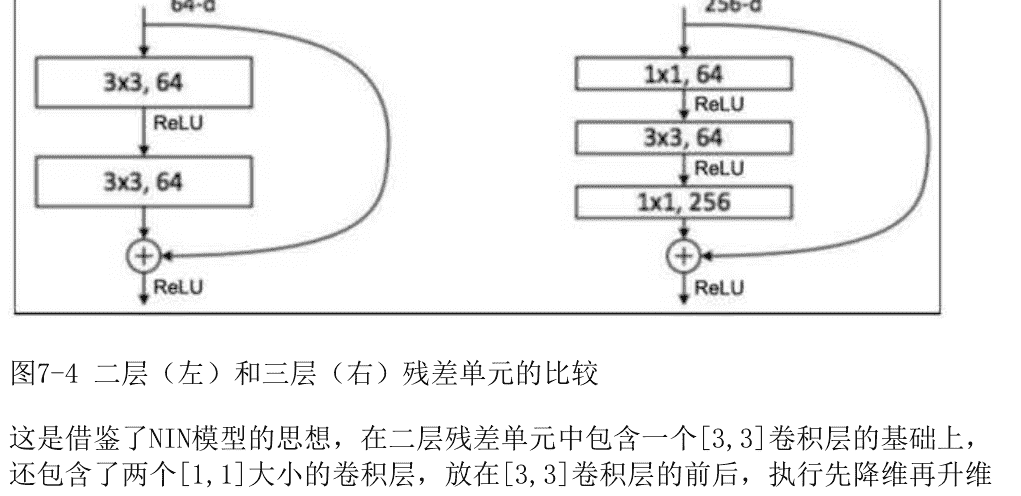 64-d 256-d
3x3, 64
ReLU
3x3, 64
ReLU
1x1, 64
ReLU
3x3, 64
ReLU
1x1, 256
ReLU
图7-4 二层（左）和三层（右）残差单元的比较
这是借鉴了NIN模型的思想，在二层残差单元中包含一个[3,3]卷积层的基础上，
还包含了两个[1,1]大小的卷积层，放在[3,3]卷积层的前后，执行先降维再升维